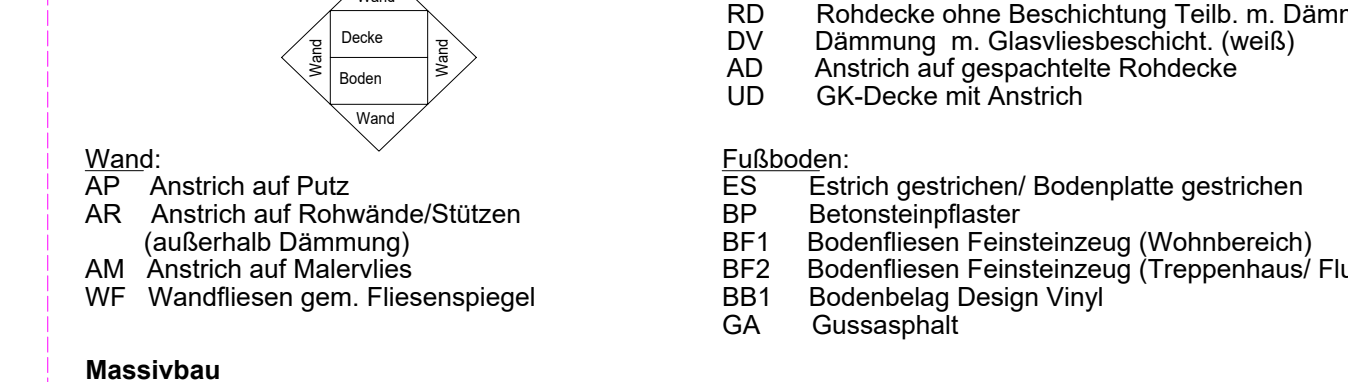 Wand
Decke
Wand
Wand
Boden
Wand
RD Rohdecke ohne Beschichtung Teilb. m.
DV Dämmung m. Glasvliesbeschicht. (weiß)
AD Anstrich auf gespachtelte Rohdecke
UD GK-Decke mit Anstrich
Wand:
AP Anstrich auf Putz
AR Anstrich auf Rohwände/Stützen
(außerhalb Dämmung)
AM Anstrich auf Malervlies
WF Wandfliesen gem. Fliesenspiegel
Fußboden:
ES Estrich gestrichen/ Bodenplatte gestrichen
BP Betonsteinpflaster
BF1 Bodenfliesen Feinsteinzeug (Wohnbereich)
BF2 Bodenfliesen Feinsteinzeug (Treppenhaus/
BB1 Bodenbelag Design Vinyl
GA Gussasphalt
Massivbau